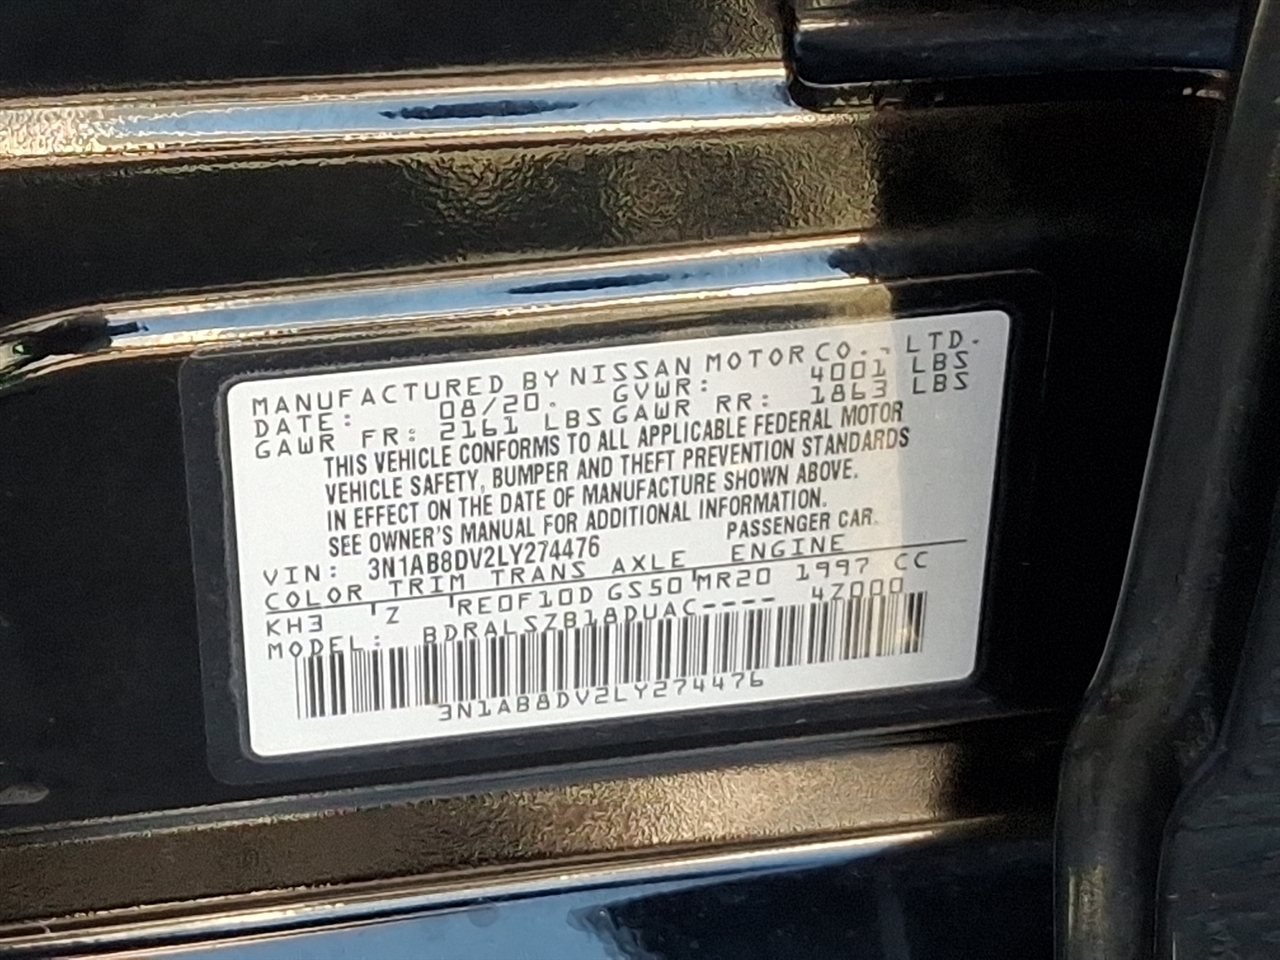 MANUFACTURED BY NISSAN MOTOR CO., LTD.
DATE: 08/20. GVWR: 4001 LBS
GAWR FR: 2161 LBS GAWR RR: 1863 LBS
THIS VEHICLE CONFORMS TO ALL APPLICABLE FEDERAL MOTOR
VEHICLE SAFETY, BUMPER AND THEFT PREVENTION STANDARDS
IN EFFECT ON THE DATE OF MANUFACTURE SHOWN ABOVE.
SEE OWNER'S MANUAL FOR ADDITIONAL INFORMATION.
VIN: 3N1AB8DV2LY274476 PASSENGER CAR.
COLOR TRIM TRANS AXLE ENGINE
KH3 Z RE0F10D GS50 MR20 1997 CC
MODEL: BDRALSZB18DUAC---- 47000
3N1AB8DV2LY274476